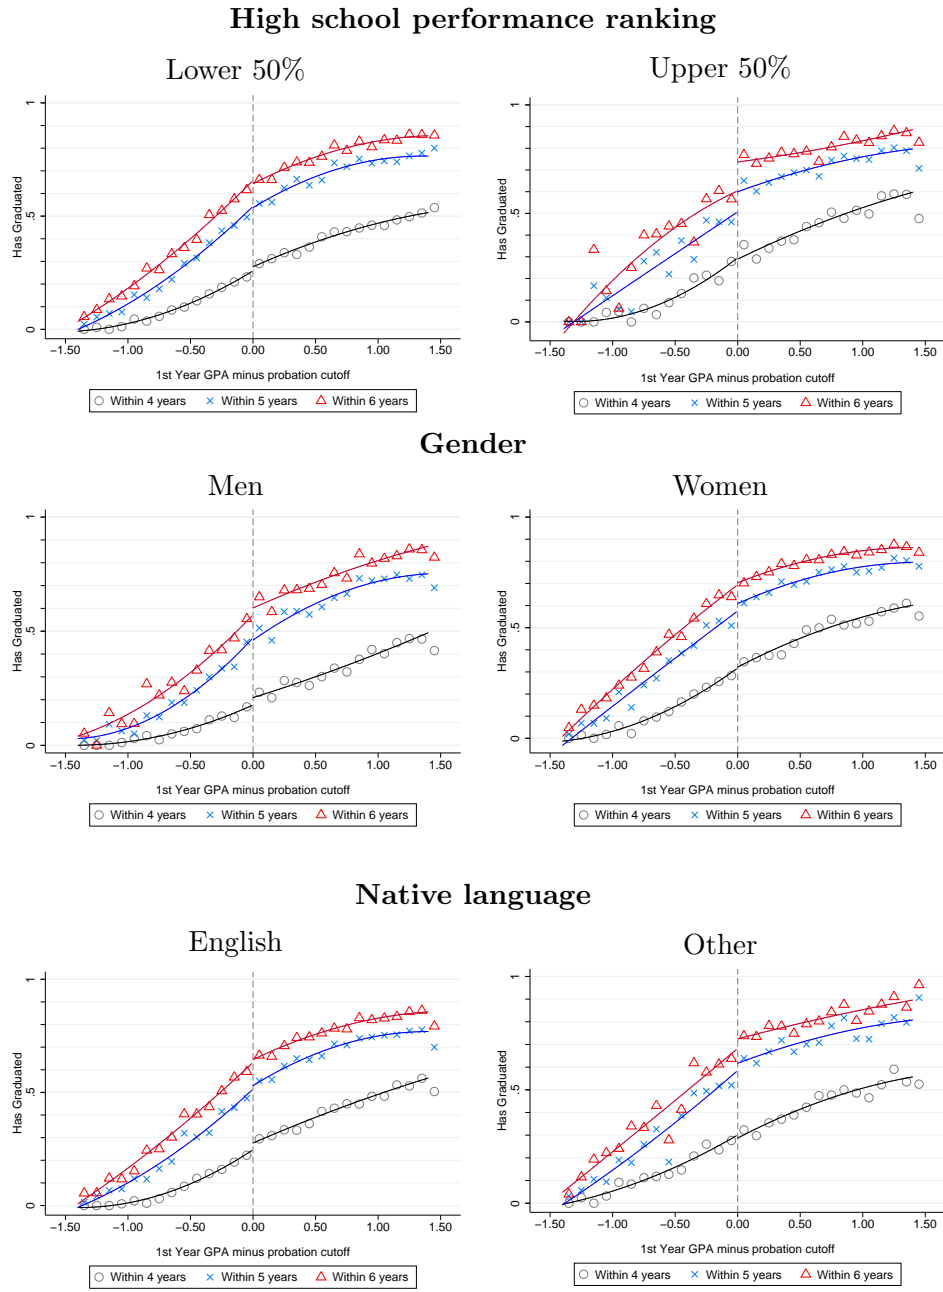 High school performance ranking
Lower 50%
Upper 50%
Has Graduated
0
.5
1
−1.50 −1.00 −0.50 0.00 0.50 1.00 1.50
1st Year GPA minus probation cutoff
Within 4 years Within 5 years Within 6 years
Has Graduated
0
.5
1
−1.50 −1.00 −0.50 0.00 0.50 1.00 1.50
1st Year GPA minus probation cutoff
Within 4 years Within 5 years Within 6 years
Gender
Men
Women
Has Graduated
0
.5
1
−1.50 −1.00 −0.50 0.00 0.50 1.00 1.50
1st Year GPA minus probation cutoff
Within 4 years Within 5 years Within 6 years
Has Graduated
0
.5
1
−1.50 −1.00 −0.50 0.00 0.50 1.00 1.50
1st Year GPA minus probation cutoff
Within 4 years Within 5 years Within 6 years
Native language
English
Other
Has Graduated
0
.5
1
−1.50 −1.00 −0.50 0.00 0.50 1.00 1.50
1st Year GPA minus probation cutoff
Within 4 years Within 5 years Within 6 years
Has Graduated
0
.5
1
−1.50 −1.00 −0.50 0.00 0.50 1.00 1.50
1st Year GPA minus probation cutoff
Within 4 years Within 5 years Within 6 years